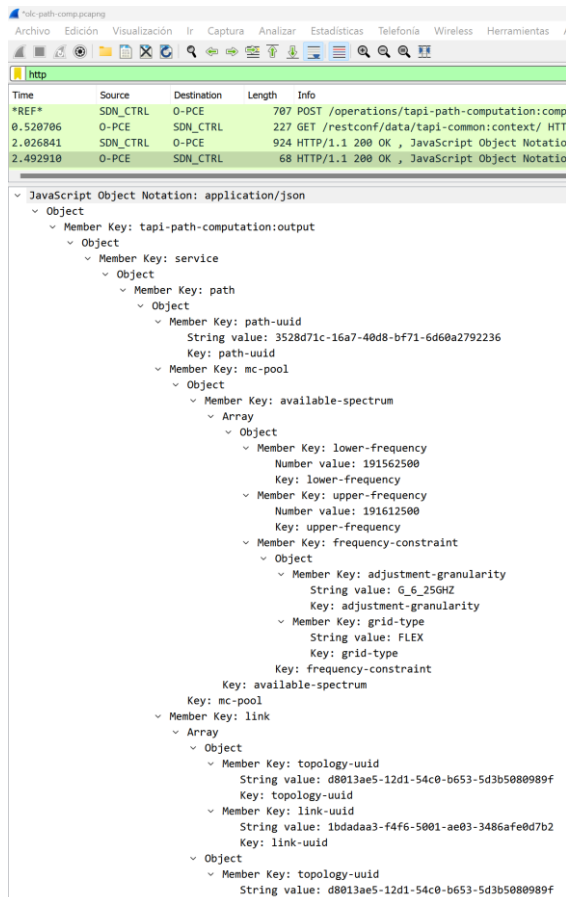 *olc-path-comp.pcapng
Archivo Edición Visualización Ir Captura Analizar Estadísticas Telefonía Wireless Herramientas
http
Time Source Destination Length Info
*REF* SDN_CTRL O-PCE 707 POST /operations/tapi-path-computation:comp
0.520706 O-PCE SDN_CTRL 227 GET /restconf/data/tapi-common:context/ HTT
2.026841 O-PCE SDN_CTRL 924 HTTP/1.1 200 OK , JavaScript Object Notatio
2.492910 O-PCE SDN_CTRL 68 HTTP/1.1 200 OK , JavaScript Object Notatio
JavaScript Object Notation: application/json
Object
Member Key: tapi-path-computation:output
Object
Member Key: service
Object
Member Key: path
Object
Member Key: path-uuid
String value: 3528d71c-16a7-40d8-bf71-6d60a2792236
Key: path-uuid
Member Key: mc-pool
Object
Member Key: available-spectrum
Array
Object
Member Key: lower-frequency
Number value: 191562500
Key: lower-frequency
Member Key: upper-frequency
Number value: 191612500
Key: upper-frequency
Member Key: frequency-constraint
Object
Member Key: adjustment-granularity
String value: G_6_25GHZ
Key: adjustment-granularity
Member Key: grid-type
String value: FLEX
Key: grid-type
Key: frequency-constraint
Key: available-spectrum
Key: mc-pool
Member Key: link
Array
Object
Member Key: topology-uuid
String value: d8013ae5-12d1-54c0-b653-5d3b5080989f
Key: topology-uuid
Member Key: link-uuid
String value: 1bdadaa3-f4f6-5001-ae03-3486afe0d7b2
Key: link-uuid
Object
Member Key: topology-uuid
String value: d8013ae5-12d1-54c0-b653-5d3b5080989f